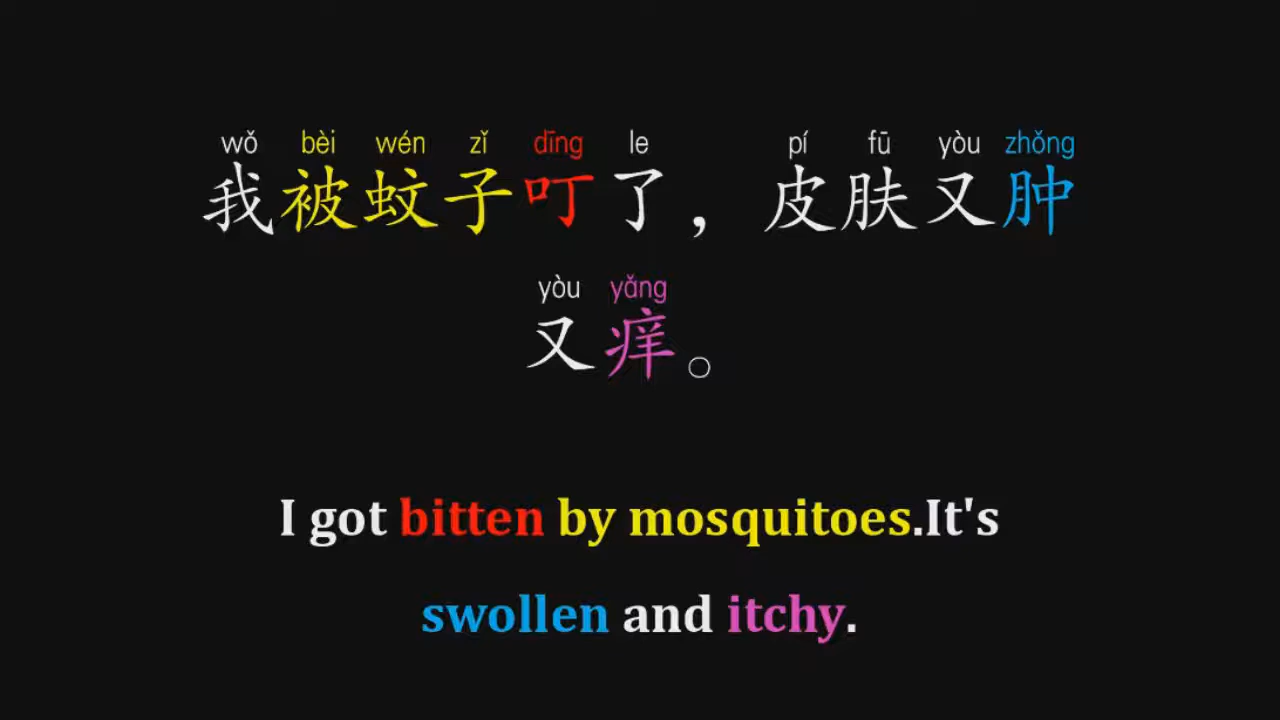 wǒ bèi wén zǐ dīng le pí fū yòu zhǒng
我被蚊子叮了，皮肤又肿
yòu yǎng
又痒。
I got bitten by mosquitoes.It's
swollen and itchy.